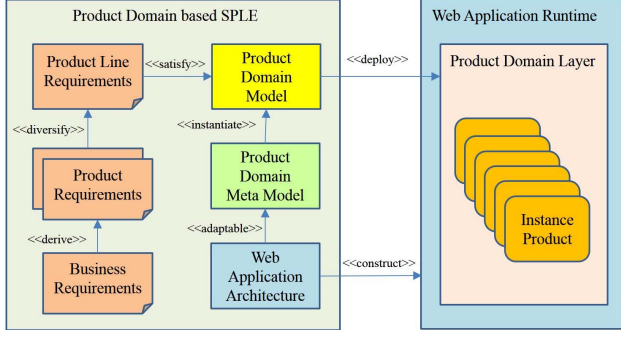 Product Domain based SPLE
Web Application Runtime
Product Line
Requirements
<<satisfy>>
Product
Domain
Model
<<deploy>>
Product Domain Layer
<<diversify>>
<<instantiate>>
Product
Requirements
Product
Domain
Meta Model
<<derive>>
<<adaptable>>
Instance
Product
Business
Requirements
Web
Application
Architecture
<<construct>>